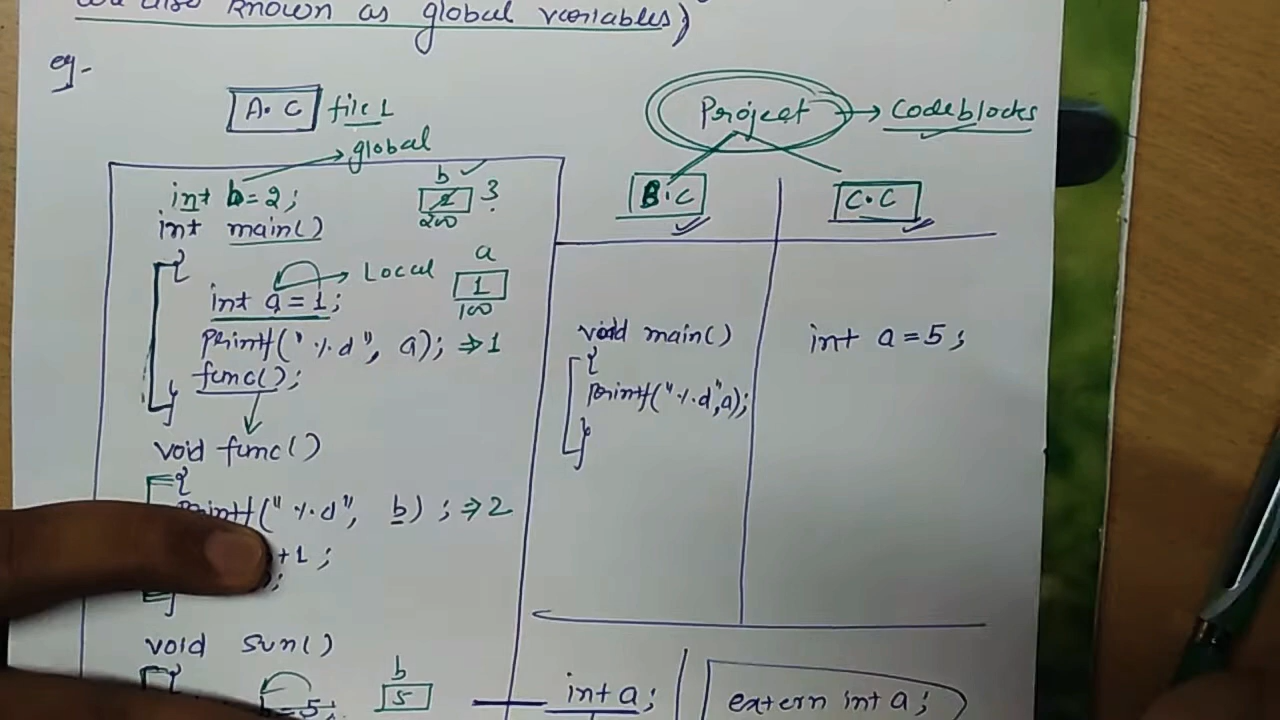 also known as global variables)
eg-
A.C file1
global
int b=2;
b
2 3
200
int main()
{
Local
a
1
100
int a=1;
printf("%d", a); ⇒1
func();
}
void func()
{
printf("%d", b); ⇒2
+1;
;
}
void sun()
{
b
5
=5;
Project → Codeblocks
B.C
C.C
void main()
{
printf("%d",a);
}
int a=5;
int a;
extern int a;